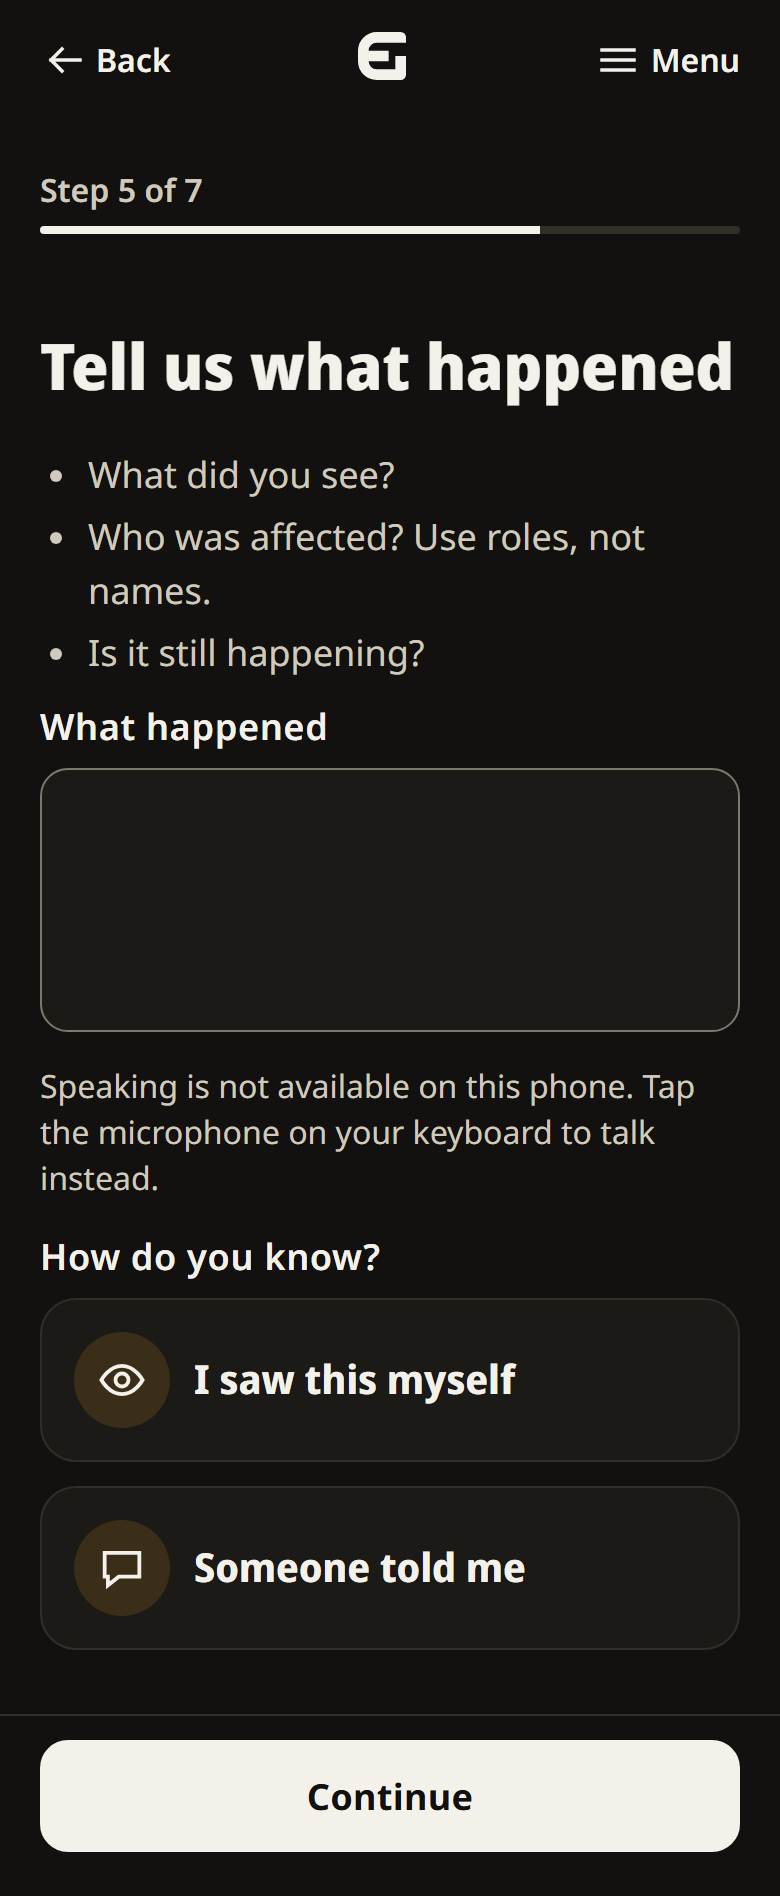 Back
Menu
Step 5 of 7
Tell us what happened
• What did you see?
• Who was affected? Use roles, not
names.
• Is it still happening?
What happened
Speaking is not available on this phone. Tap
the microphone on your keyboard to talk
instead.
How do you know?
I saw this myself
Someone told me
Continue